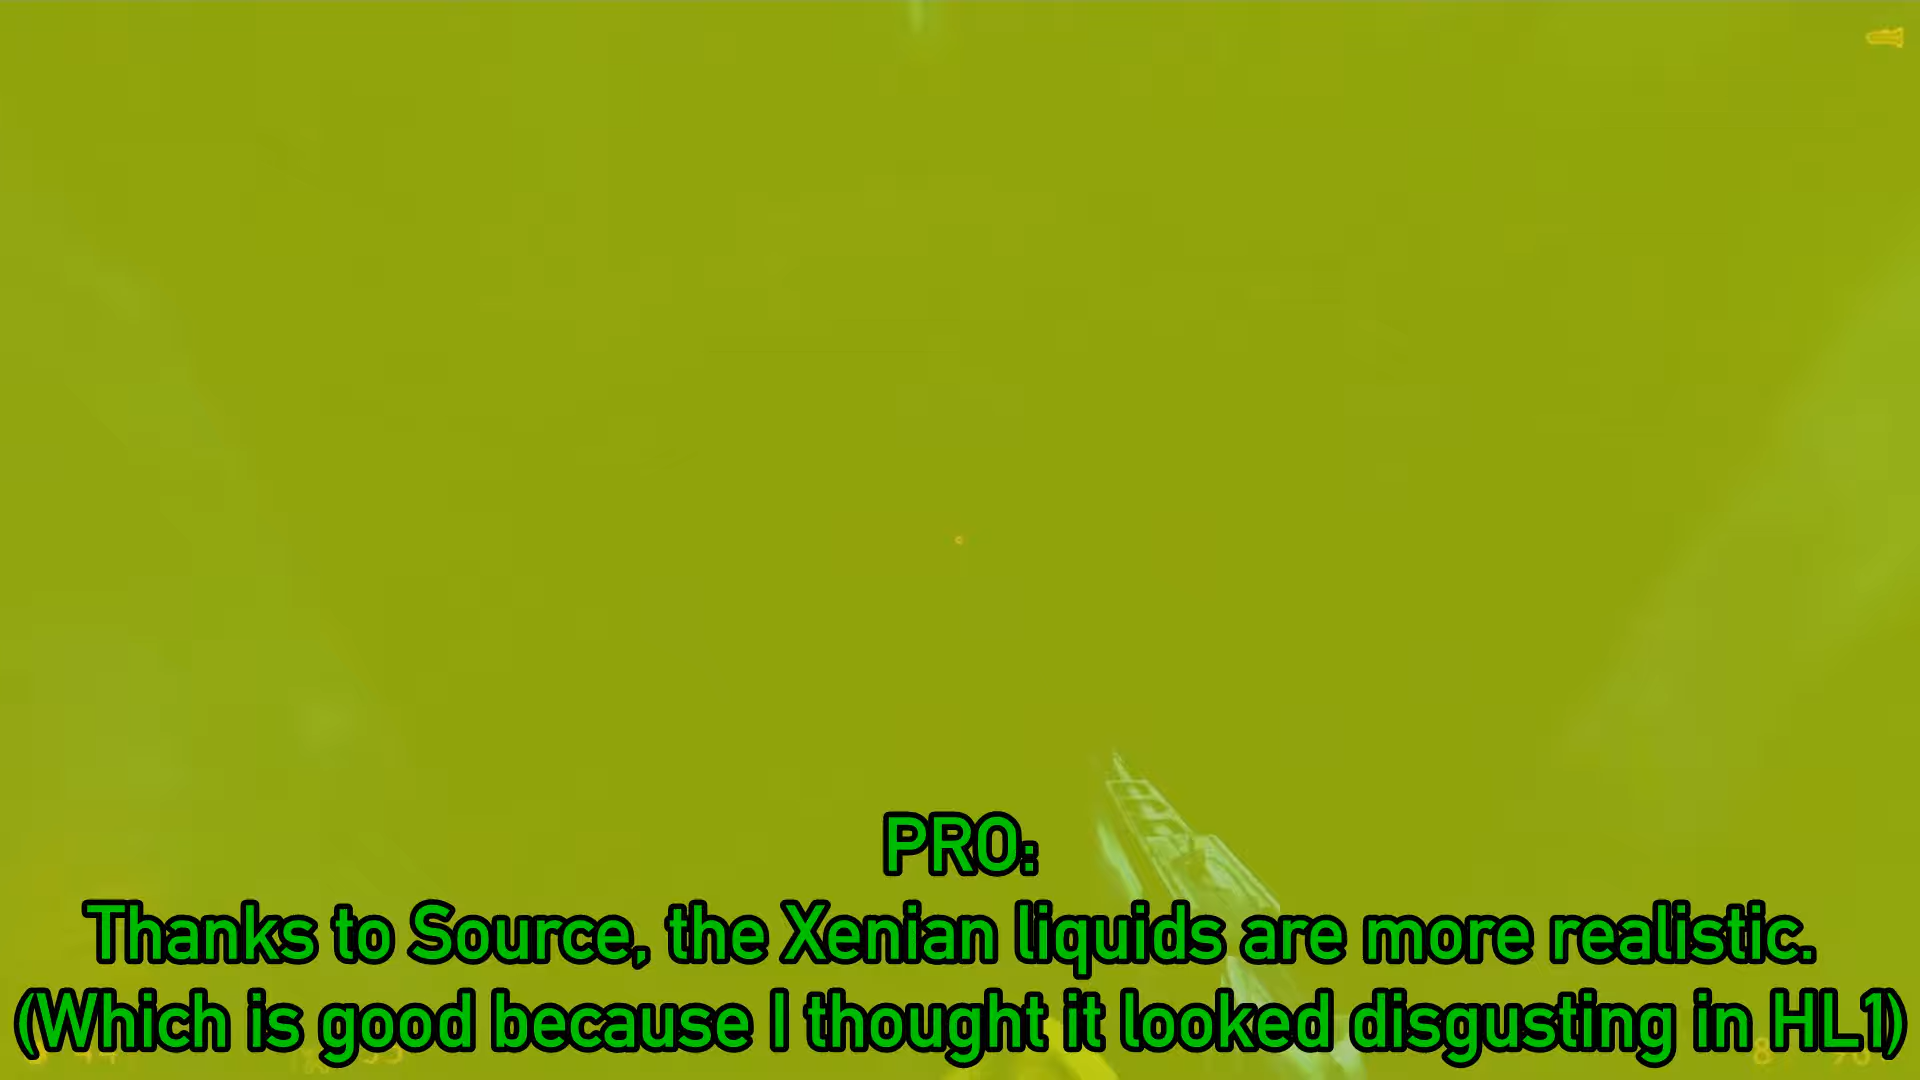 PRO:
Thanks to Source, the Xenian liquids are more realistic.
(Which is good because I thought it looked disgusting in HL1)